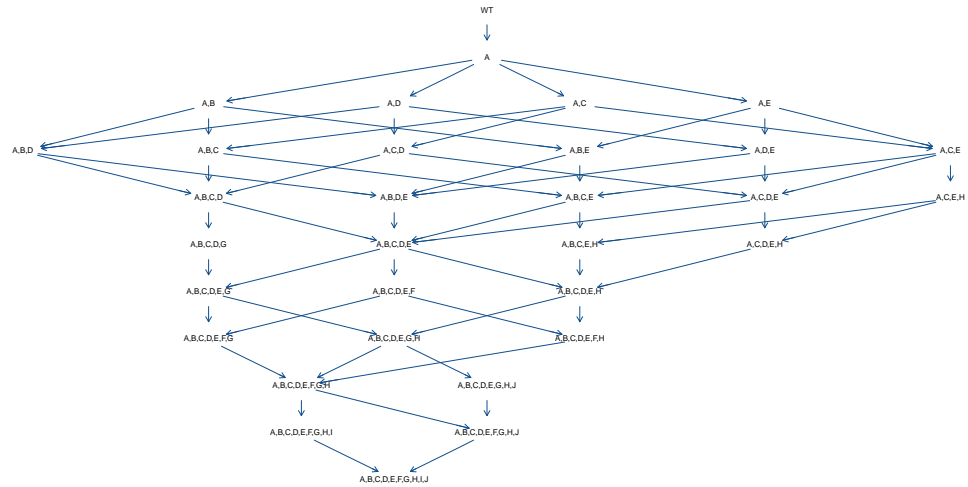 WT
A
A,B
A,D
A,C
A,E
A,B,D
A,B,C
A,C,D
A,B,E
A,D,E
A,C,E
A,B,C,D
A,B,D,E
A,B,C,E
A,C,D,E
A,C,E,H
A,B,C,D,G
A,B,C,D,E
A,B,C,E,H
A,C,D,E,H
A,B,C,D,E,G
A,B,C,D,E,F
A,B,C,D,E,H
A,B,C,D,E,F,G
A,B,C,D,E,G,H
A,B,C,D,E,F,H
A,B,C,D,E,F,G,H
A,B,C,D,E,G,H,J
A,B,C,D,E,F,G,H,I
A,B,C,D,E,F,G,H,J
A,B,C,D,E,F,G,H,I,J